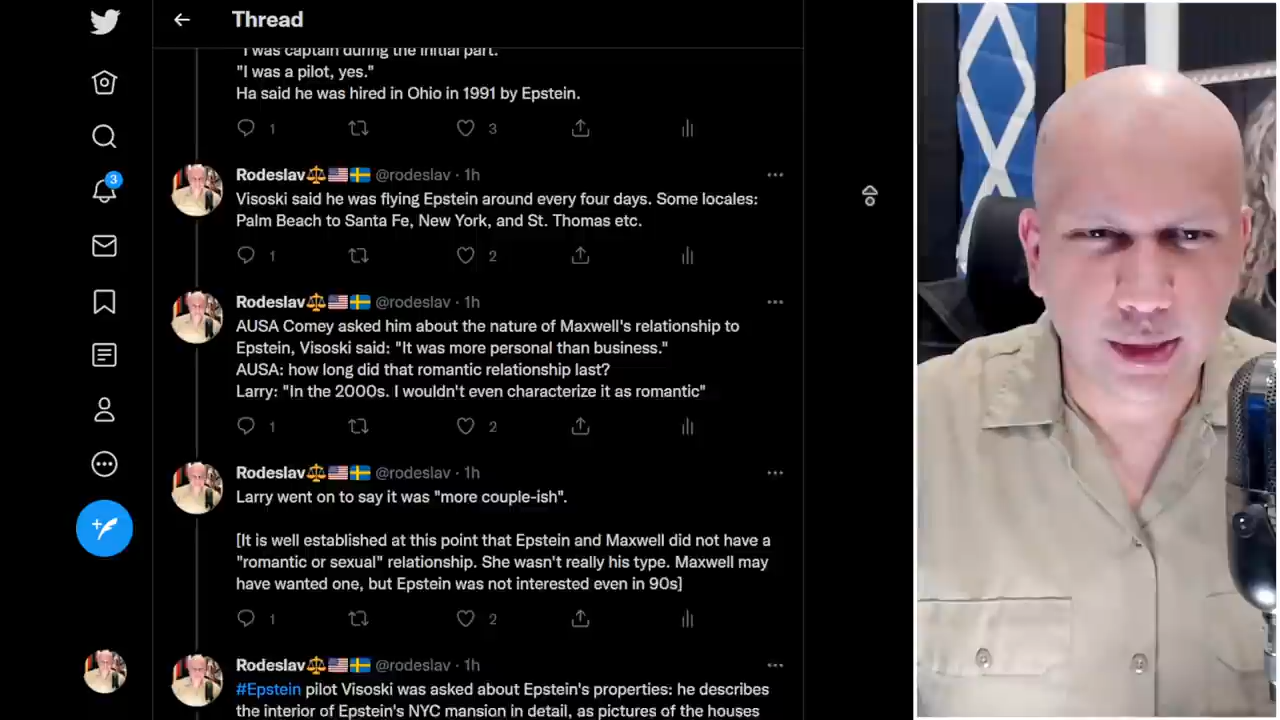 Thread
"I was captain during the initial part.
"I was a pilot, yes."
Ha said he was hired in Ohio in 1991 by Epstein.
1
3
3
Rodeslav⚖️🇺🇸🇸🇪 @rodeslav · 1h
Visoski said he was flying Epstein around every four days. Some locales:
Palm Beach to Santa Fe, New York, and St. Thomas etc.
1
2
Rodeslav⚖️🇺🇸🇸🇪 @rodeslav · 1h
AUSA Comey asked him about the nature of Maxwell's relationship to
Epstein, Visoski said: "It was more personal than business."
AUSA: how long did that romantic relationship last?
Larry: "In the 2000s. I wouldn't even characterize it as romantic"
1
2
Rodeslav⚖️🇺🇸🇸🇪 @rodeslav · 1h
Larry went on to say it was "more couple-ish".
[It is well established at this point that Epstein and Maxwell did not have a
"romantic or sexual" relationship. She wasn't really his type. Maxwell may
have wanted one, but Epstein was not interested even in 90s]
1
2
Rodeslav⚖️🇺🇸🇸🇪 @rodeslav · 1h
#Epstein pilot Visoski was asked about Epstein's properties: he describes
the interior of Epstein's NYC mansion in detail, as pictures of the houses